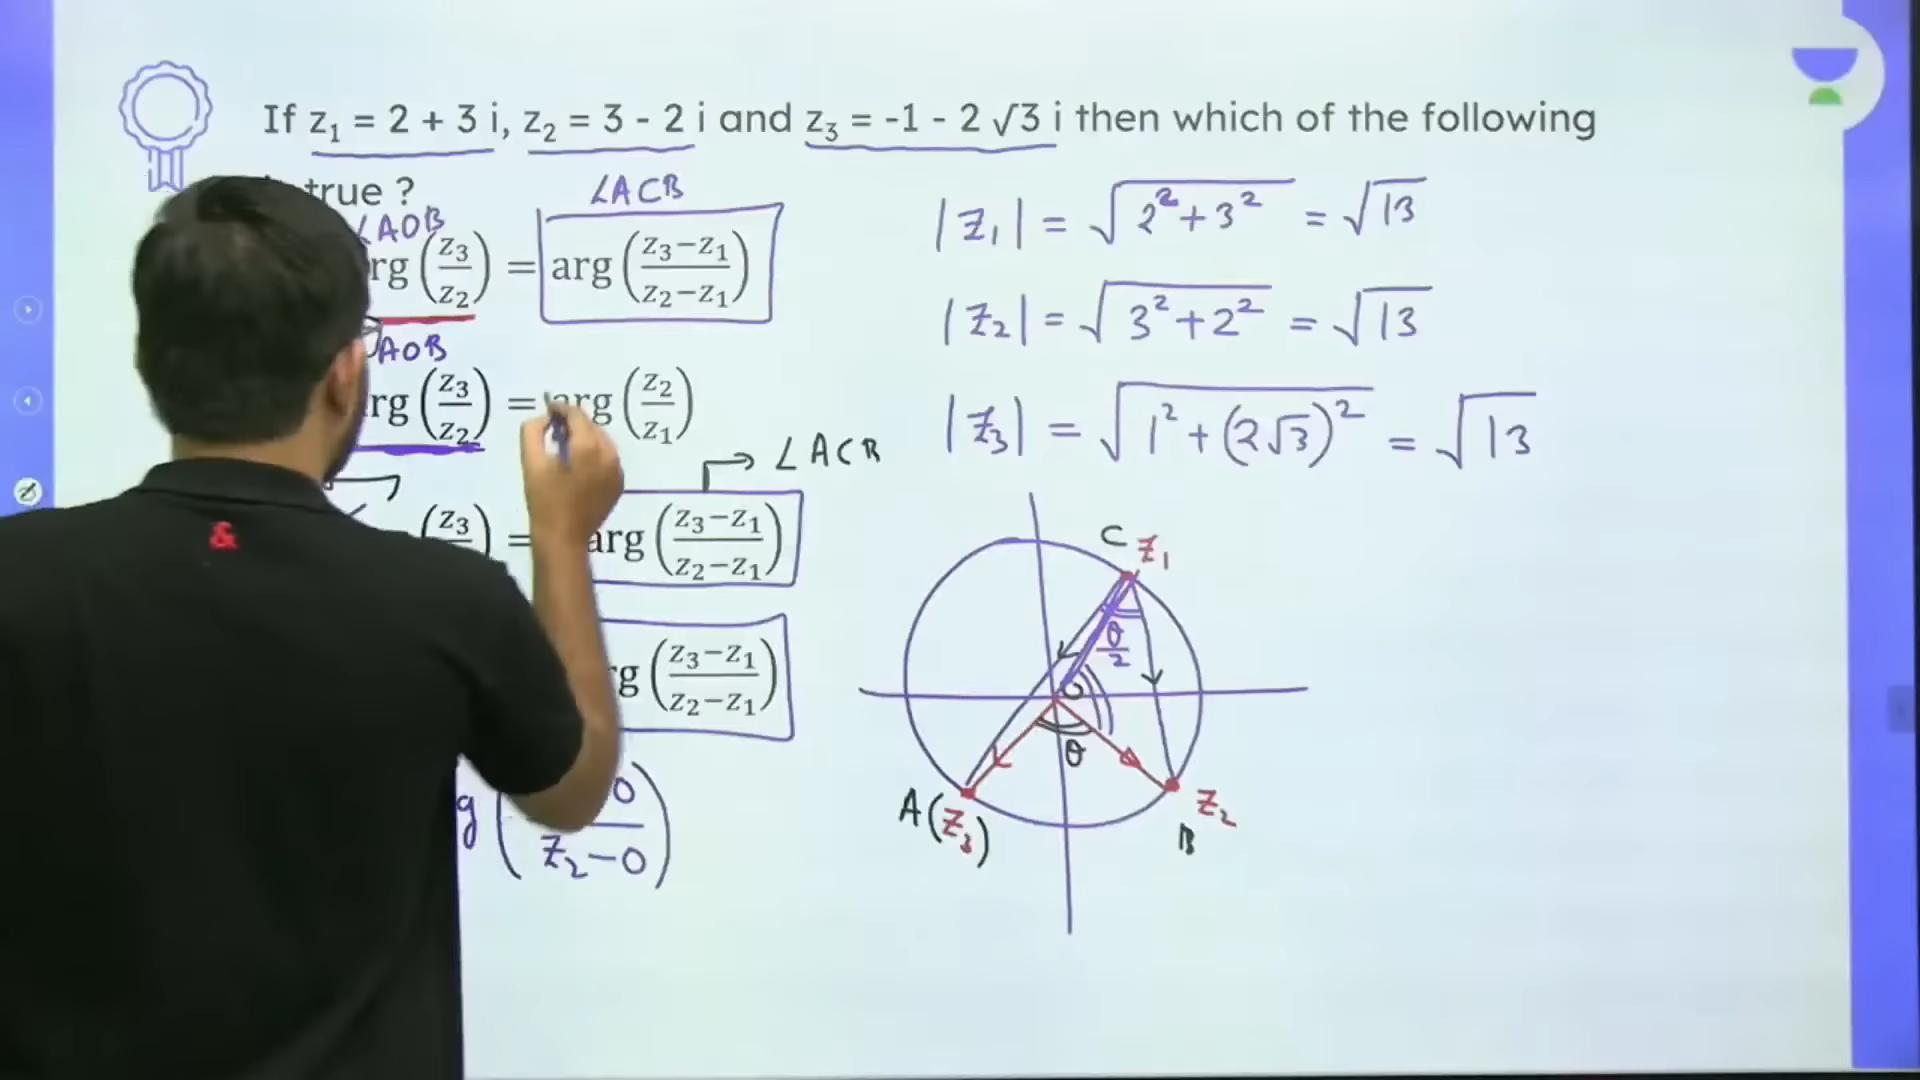 If z₁ = 2 + 3 i, z₂ = 3 - 2 i and z₃ = -1 - 2 √3 i then which of the following
true ?
∠ACB
∠AOB
rg (z₃/z₂) = arg (z₃−z₁/z₂−z₁)
AOB
rg (z₃/z₂) = arg (z₂/z₁)
∠ACB
(z₃ ) = arg (z₃−z₁/z₂−z₁)
rg (z₃−z₁/z₂−z₁)
g ( 0/z₂−0)
|z₁| = √(2²+3²) = √13
|z₂| = √(3²+2²) = √13
|z₃| = √(1²+(2√3)²) = √13
C z₁
θ/2
O
θ
A(z₃)
z₂
B
&